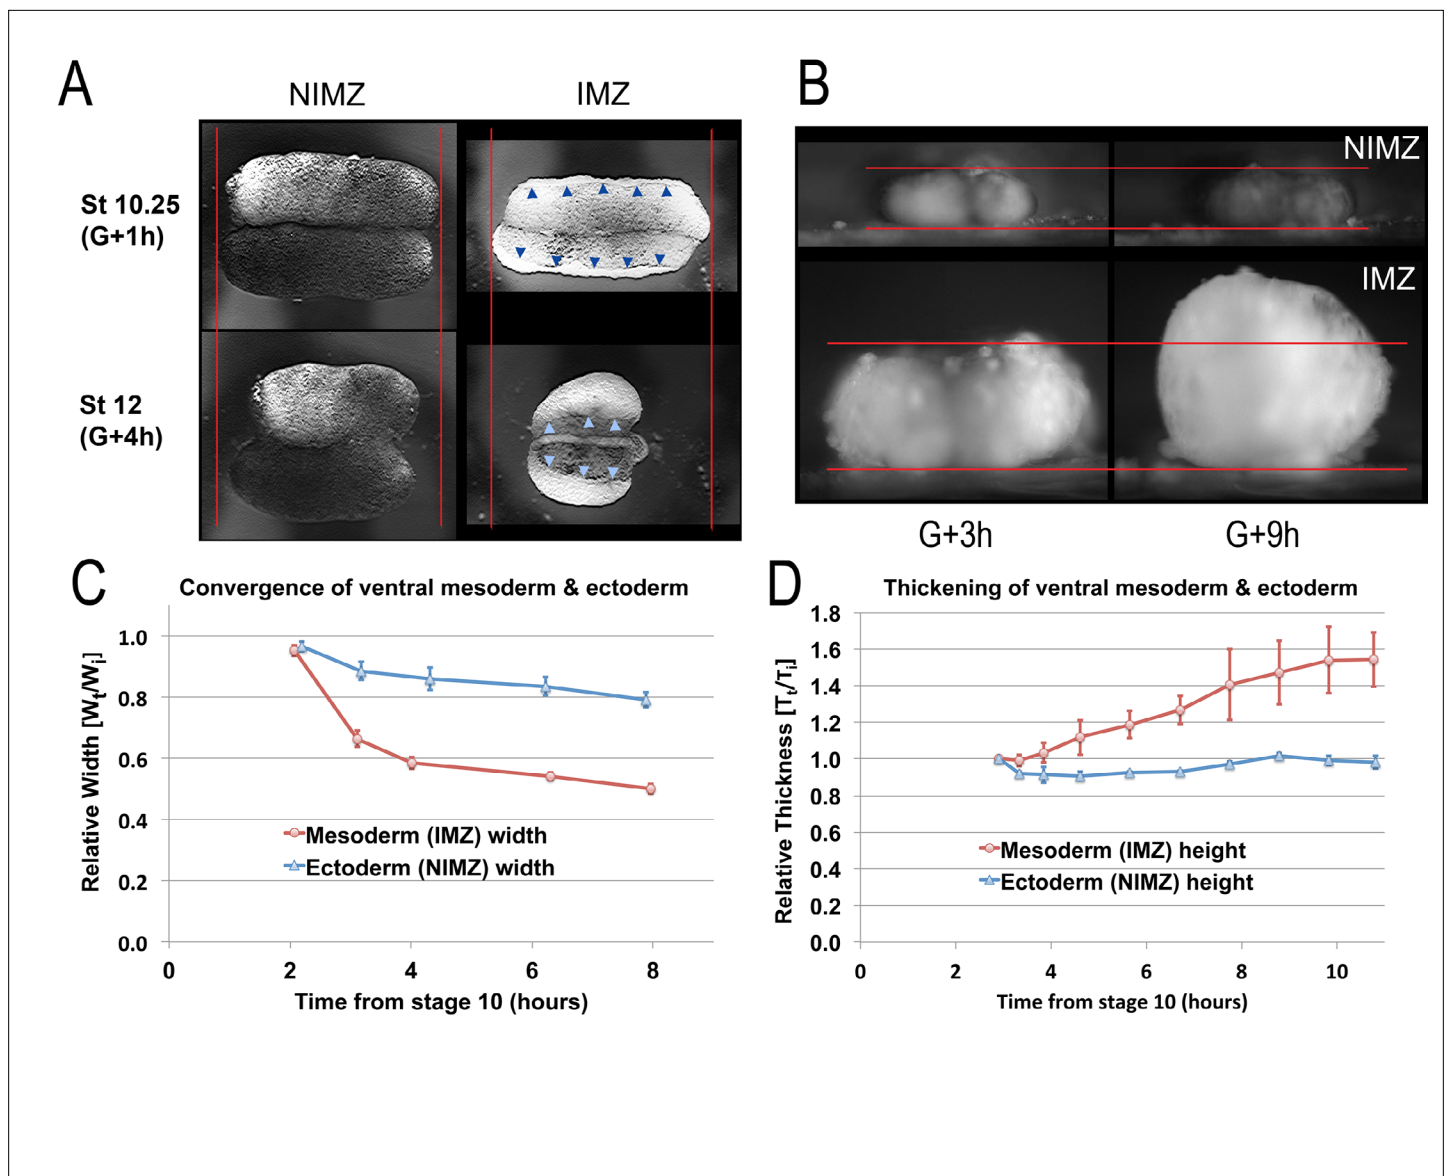 A
NIMZ
IMZ
St 10.25
(G+1h)
St 12
(G+4h)
B
NIMZ
IMZ
G+3h
G+9h
C
Convergence of ventral mesoderm & ectoderm
Relative Width [Wt/Wi]
1.0
0.8
0.6
0.4
0.2
0.0
Mesoderm (IMZ) width
Ectoderm (NIMZ) width
0 2 4 6 8
Time from stage 10 (hours)
D
Thickening of ventral mesoderm & ectoderm
Relative Thickness [Tt/Ti]
1.8
1.6
1.4
1.2
1.0
0.8
0.6
0.4
0.2
0.0
Mesoderm (IMZ) height
Ectoderm (NIMZ) height
0 2 4 6 8 10
Time from stage 10 (hours)